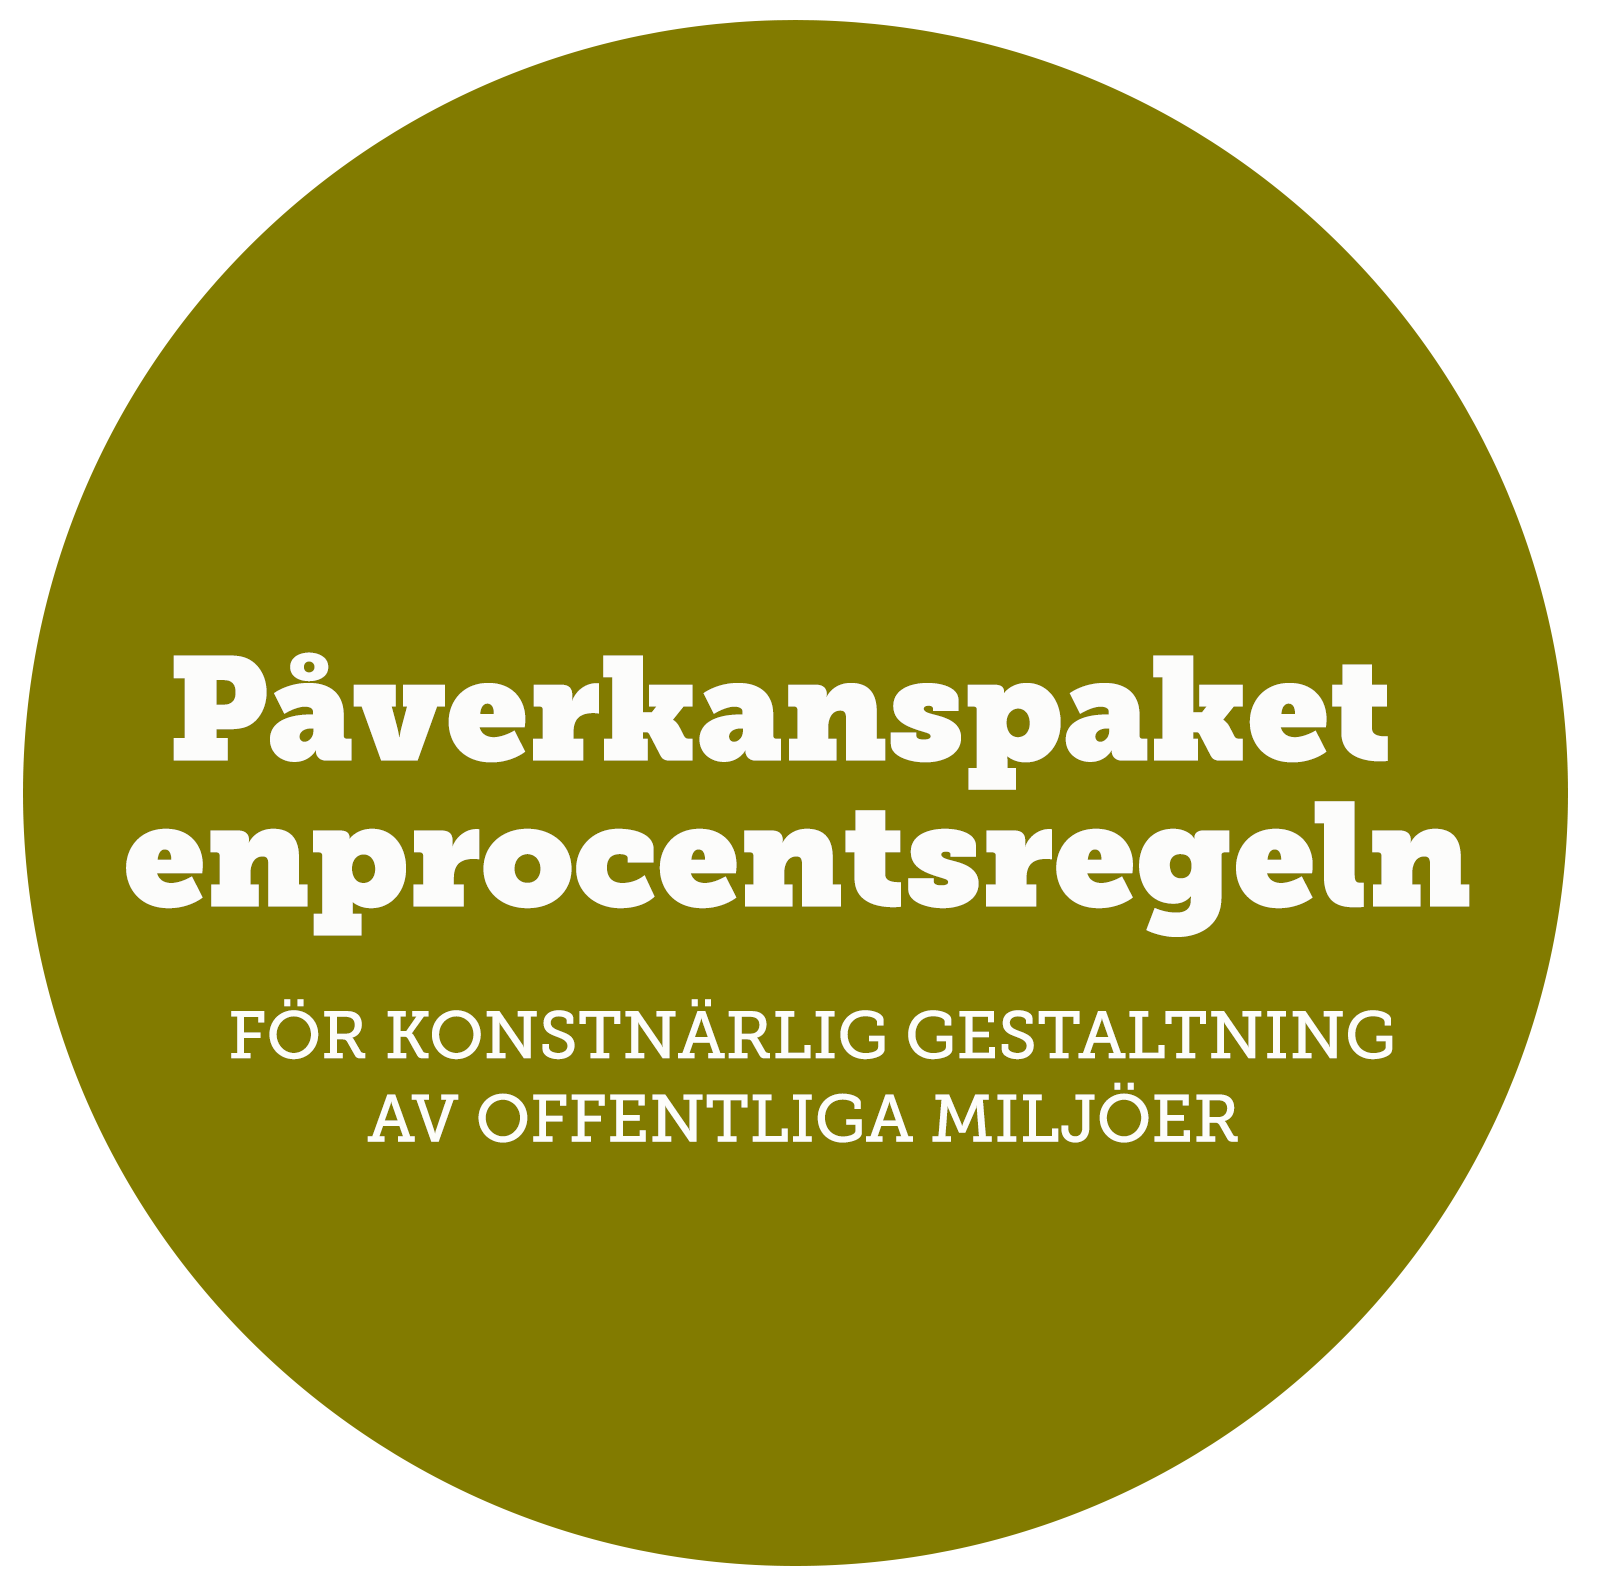 Påverkanspaket
enprocentsregeln
FÖR KONSTNÄRLIG GESTALTNING
AV OFFENTLIGA MILJÖER